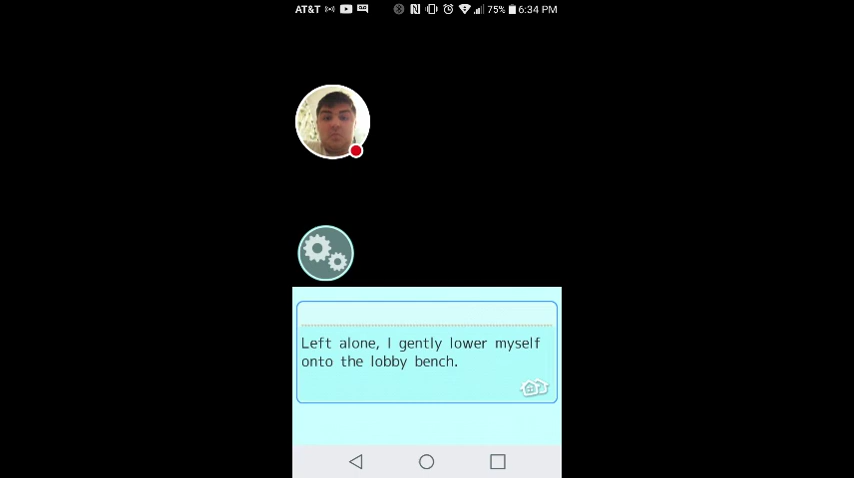 AT&T 75% 6:34 PM
Left alone, I gently lower myself
onto the lobby bench.